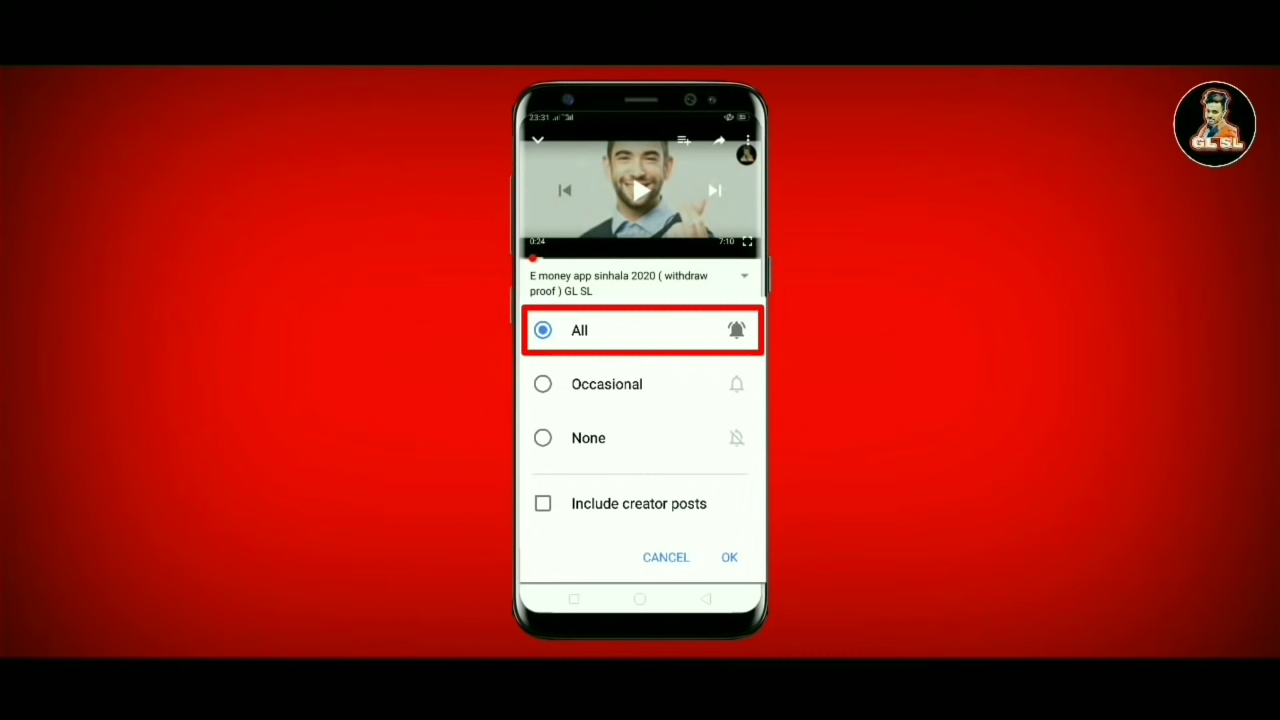 GL SL
23:31
0:24
7:10
E money app sinhala 2020 ( withdraw
proof ) GL SL
All
Occasional
None
Include creator posts
CANCEL OK